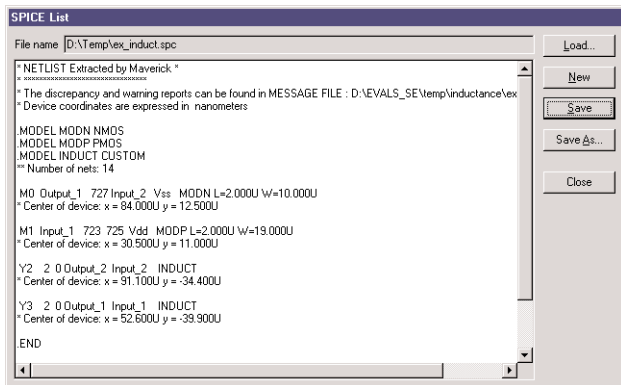 SPICE List
File name D:\Temp\ex_induct.spc
Load...
* NETLIST Extracted by Maverick *
New
* The discrepancy and warning reports can be found in MESSAGE FILE : D:\EVALS_SE\temp\inductance\ex
* Device coordinates are expressed in nanometers
Save
.MODEL MODN NMOS
.MODEL MODP PMOS
Save As...
.MODEL INDUCT CUSTOM
** Number of nets: 14
Close
M0 Output_1 727 Input_2 Vss MODN L=2.000U W=10.000U
* Center of device: x = 84.000U y = 12.500U
M1 Input_1 723 725 Vdd MODP L=2.000U W=19.000U
* Center of device: x = 30.500U y = 11.000U
Y2 2 0 Output_2 Input_2 INDUCT
* Center of device: x = 91.100U y = -34.400U
Y3 2 0 Output_1 Input_1 INDUCT
* Center of device: x = 52.600U y = -39.900U
.END